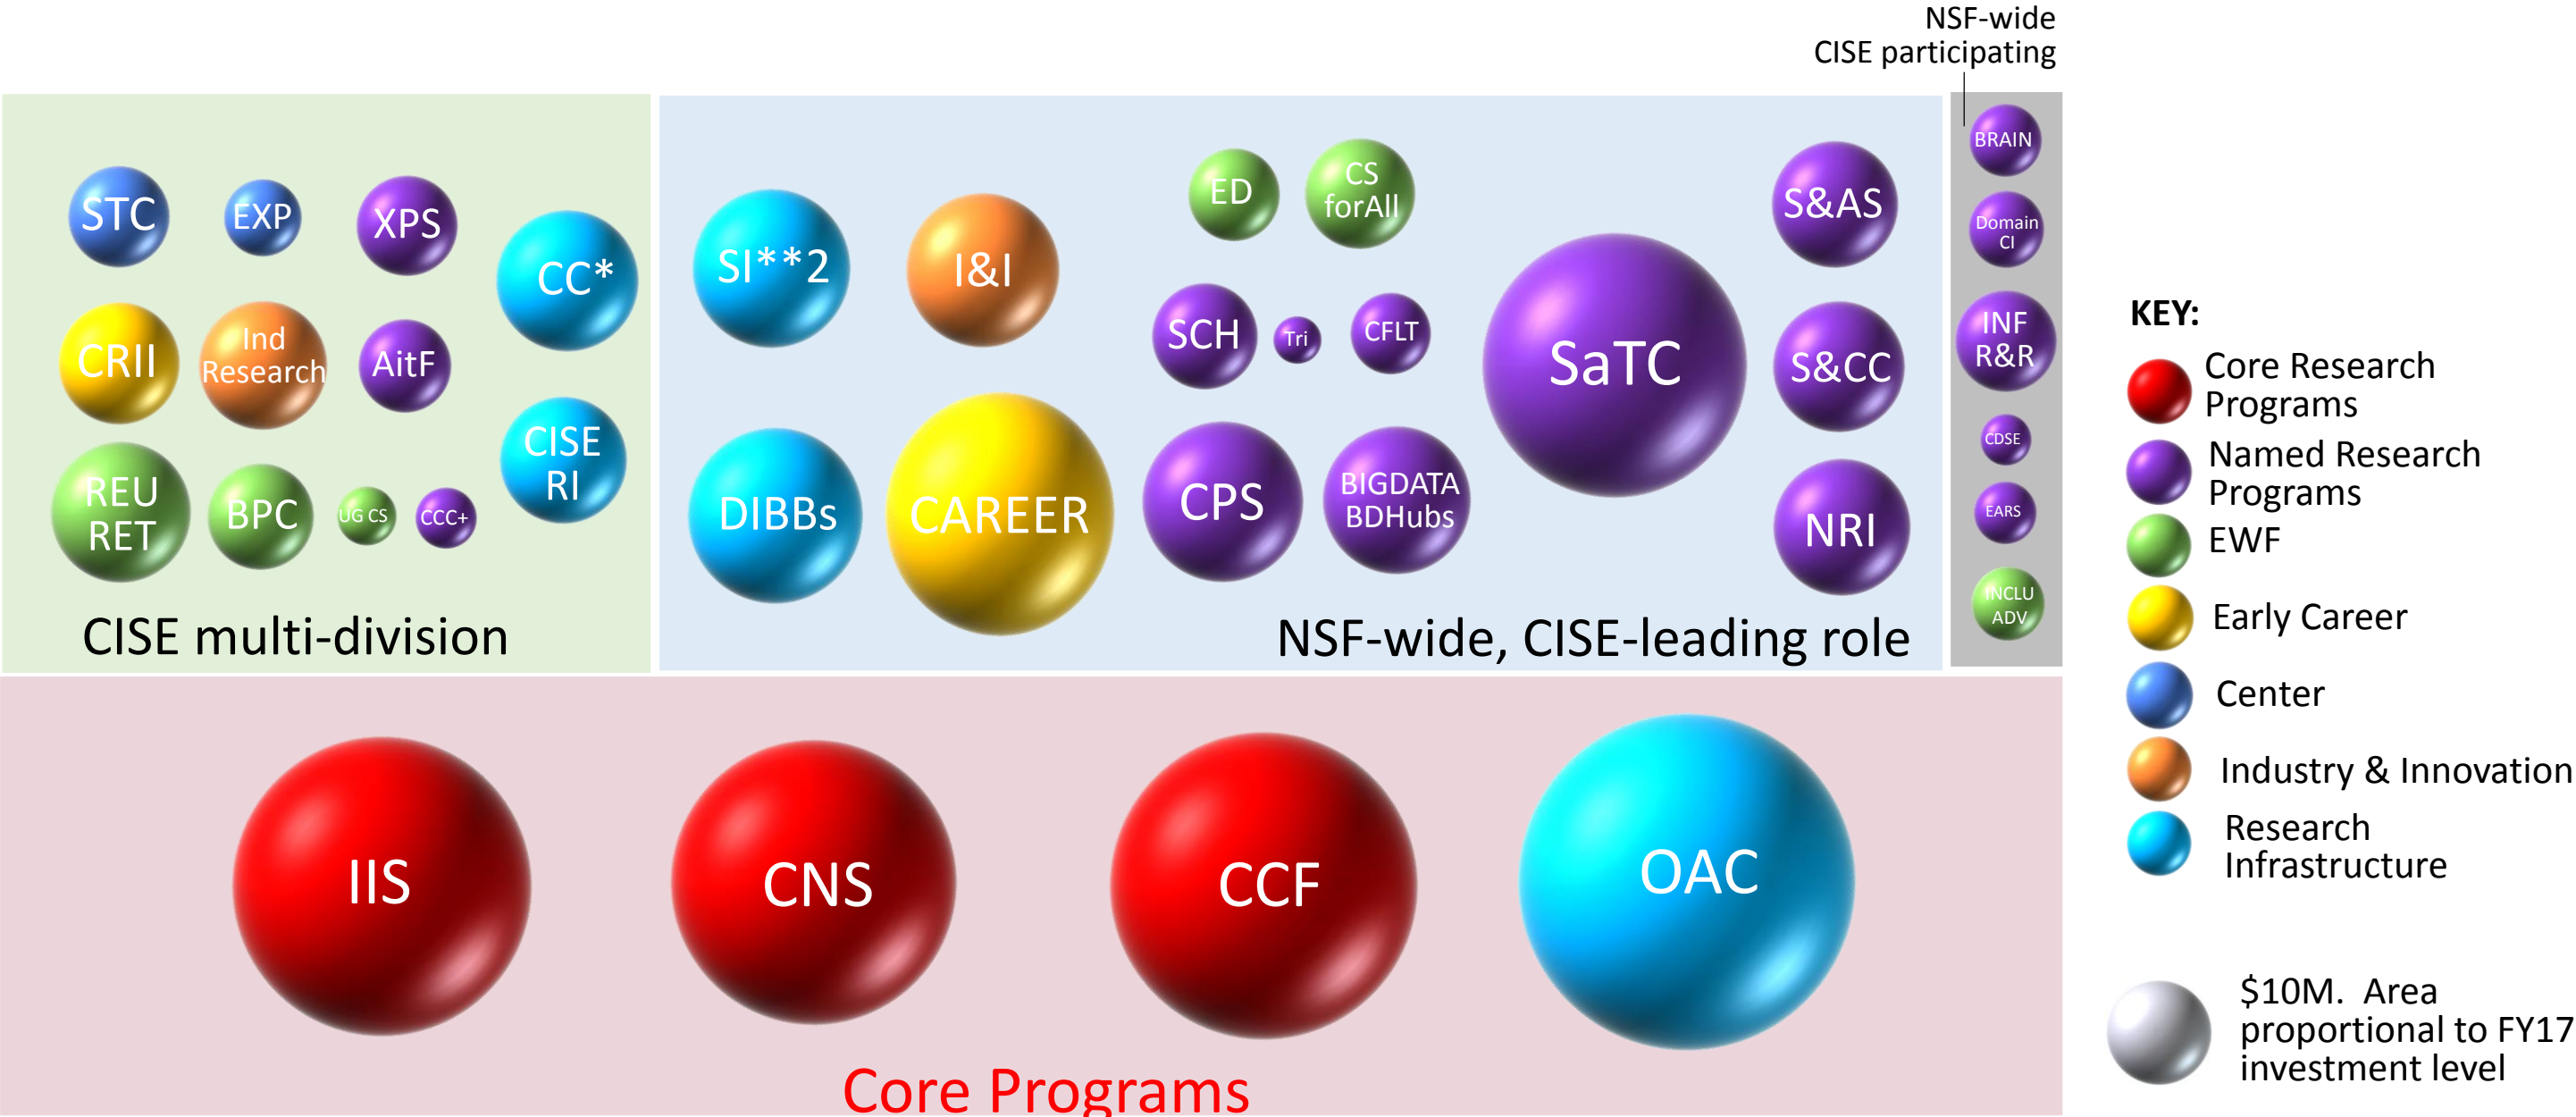 NSF-wide
CISE participating
STC
EXP
XPS
CC*
CRII
Ind
Research
AitF
CISE
RI
REU
RET
BPC
UG CS
CCC+
CISE multi-division
SI**2
I&I
ED
CS
forAll
SCH
Tri
CFLT
SaTC
S&AS
S&CC
DIBBs
CAREER
CPS
BIGDATA
BDHubs
NRI
NSF-wide, CISE-leading role
BRAIN
Domain
CI
INF
R&R
CDSE
EARS
INCLU
ADV
IIS
CNS
CCF
OAC
Core Programs
KEY:
Core Research
Programs
Named Research
Programs
EWF
Early Career
Center
Industry & Innovation
Research
Infrastructure
$10M.  Area
proportional to FY17
investment level